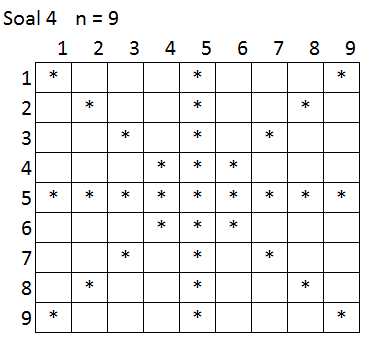 Soal 4 n = 9
1 2 3 4 5 6 7 8 9
1 * * *
2 * * *
3 * * *
4 * * *
5 * * * * * * * * *
6 * * *
7 * * *
8 * * *
9 * * *